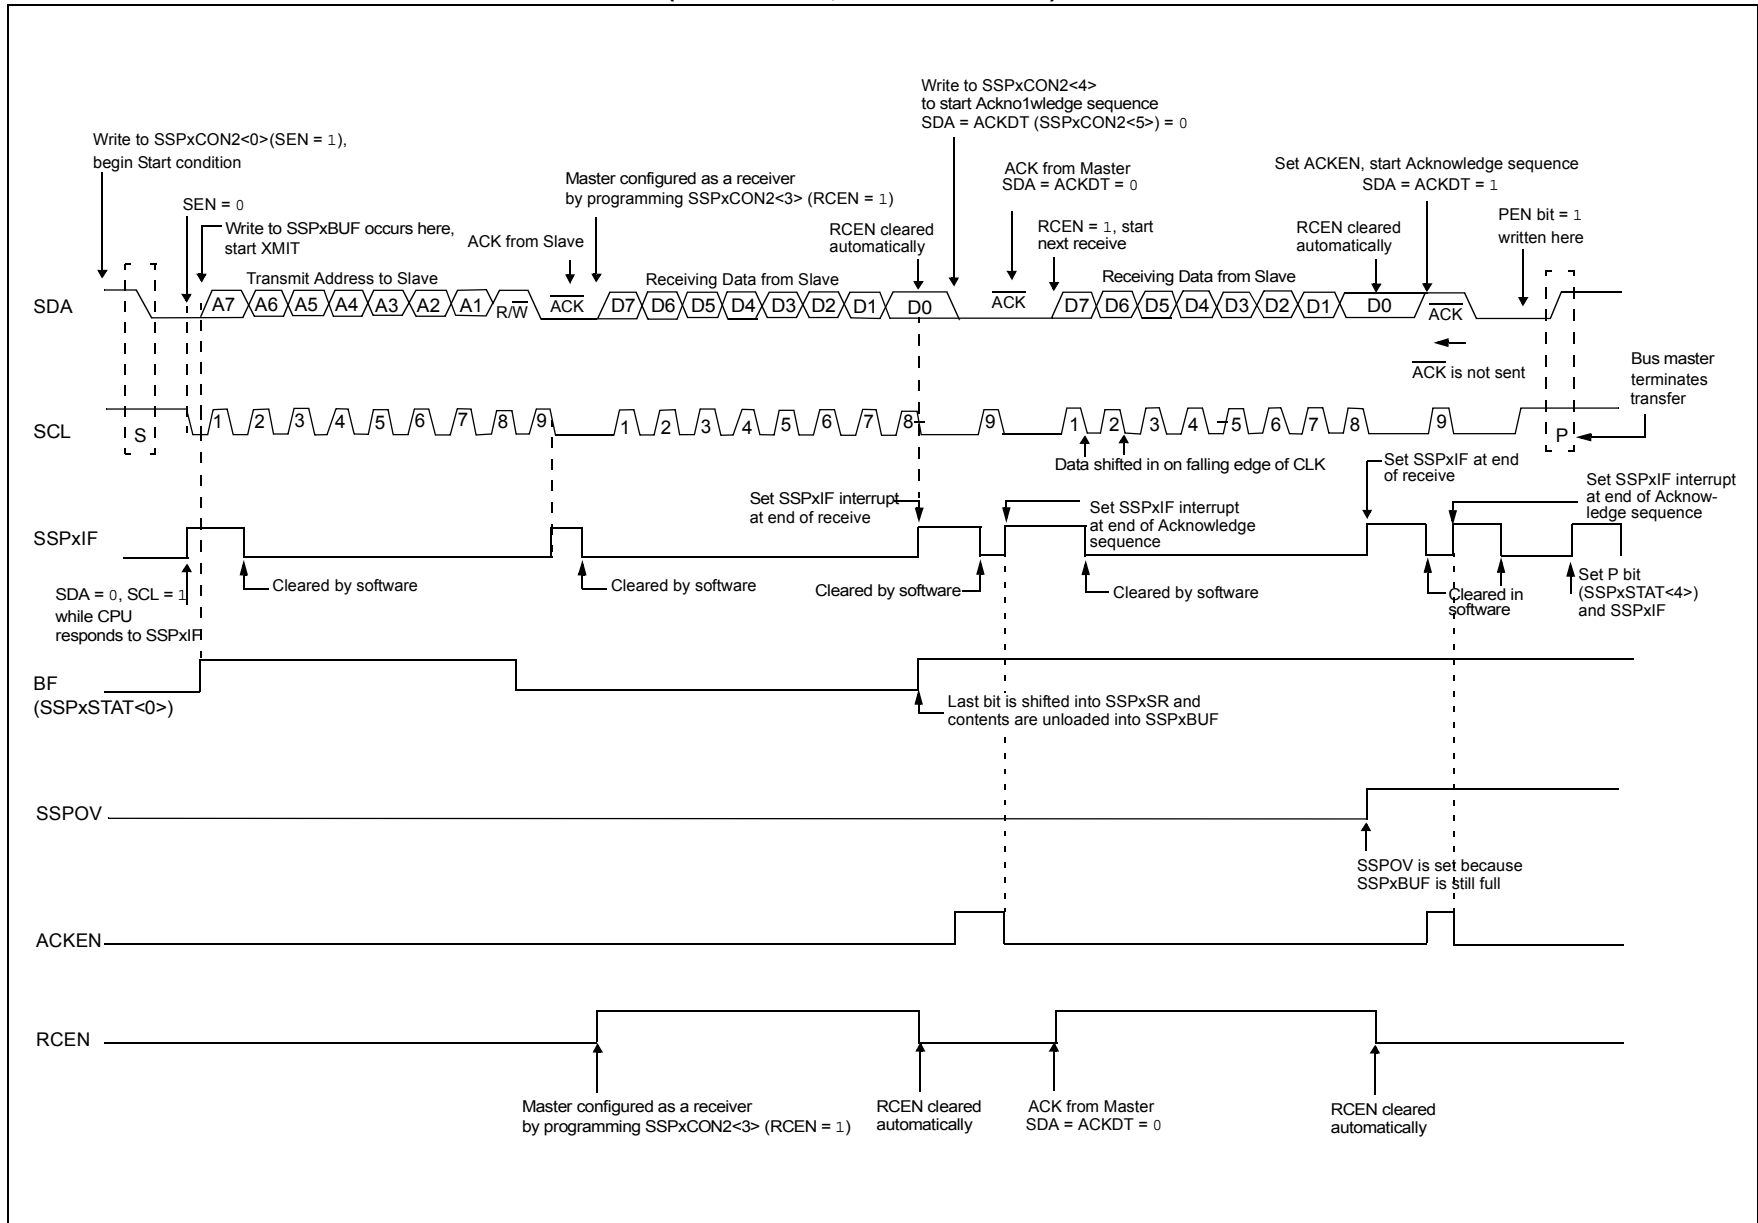 Write to SSPxCON2<4>
to start Ackno1wledge sequence
SDA = ACKDT (SSPxCON2<5>) = 0
Write to SSPxCON2<0>(SEN = 1),
begin Start condition
ACK from Master
SDA = ACKDT = 0
Set ACKEN, start Acknowledge sequence
SDA = ACKDT = 1
Master configured as a receiver
by programming SSPxCON2<3> (RCEN = 1)
SEN = 0
Write to SSPxBUF occurs here,
start XMIT
ACK from Slave
RCEN cleared
automatically
RCEN = 1, start
next receive
RCEN cleared
automatically
PEN bit = 1
written here
Transmit Address to Slave
Receiving Data from Slave
Receiving Data from Slave
SDA
A7 A6 A5 A4 A3 A2 A1 R/W ACK D7 D6 D5 D4 D3 D2 D1 D0 ACK D7 D6 D5 D4 D3 D2 D1 D0 ACK
ACK is not sent
Bus master
terminates
transfer
SCL
S 1 2 3 4 5 6 7 8 9 1 2 3 4 5 6 7 8 9 1 2 3 4 5 6 7 8 9 P
Data shifted in on falling edge of CLK
Set SSPxIF at end
of receive
Set SSPxIF interrupt
at end of receive
Set SSPxIF interrupt
at end of Acknowledge
sequence
Set SSPxIF interrupt
at end of Acknow-
ledge sequence
SSPxIF
SDA = 0, SCL = 1
while CPU
responds to SSPxIF
Cleared by software
Cleared by software
Cleared by software
Cleared by software
Cleared in
software
Set P bit
(SSPxSTAT<4>)
and SSPxIF
BF
(SSPxSTAT<0>)
Last bit is shifted into SSPxSR and
contents are unloaded into SSPxBUF
SSPOV
SSPOV is set because
SSPxBUF is still full
ACKEN
RCEN
Master configured as a receiver
by programming SSPxCON2<3> (RCEN = 1)
RCEN cleared
automatically
ACK from Master
SDA = ACKDT = 0
RCEN cleared
automatically